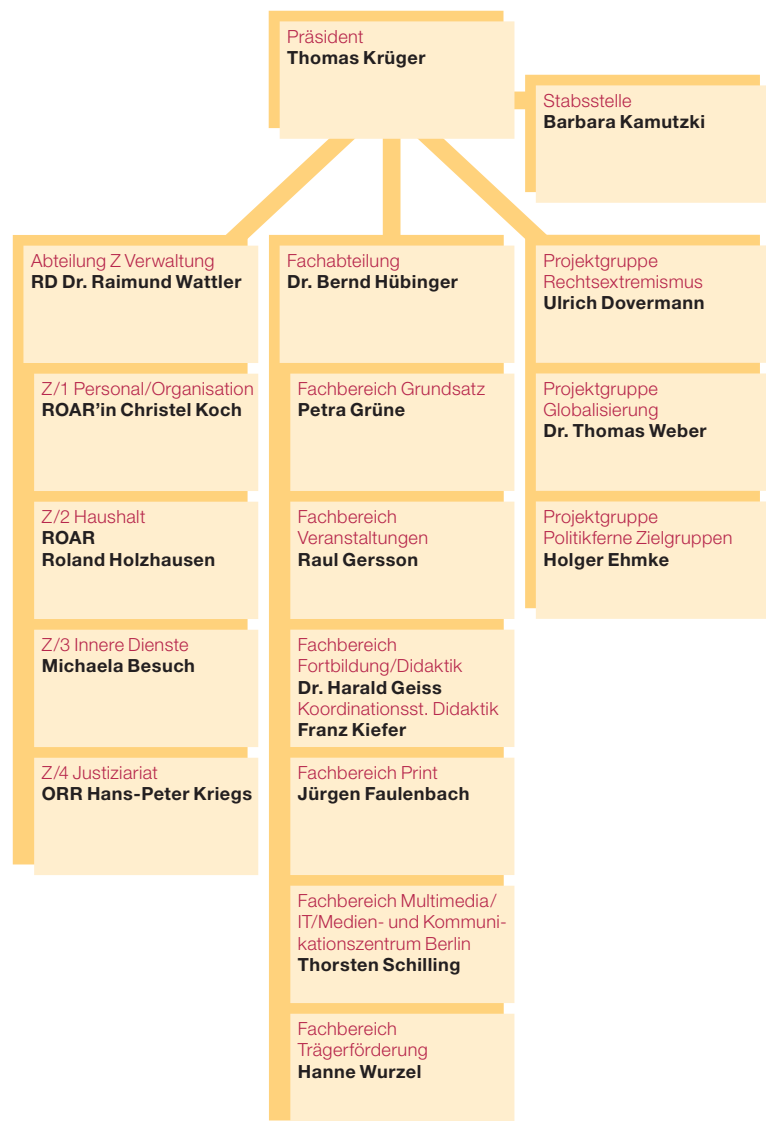 Präsident
Thomas Krüger
Stabsstelle
Barbara Kamutzki
Abteilung Z Verwaltung
RD Dr. Raimund Wattler
Z/1 Personal/Organisation
ROAR’in Christel Koch
Z/2 Haushalt
ROAR
Roland Holzhausen
Z/3 Innere Dienste
Michaela Besuch
Z/4 Justiziariat
ORR Hans-Peter Kriegs
Fachabteilung
Dr. Bernd Hübinger
Fachbereich Grundsatz
Petra Grüne
Fachbereich
Veranstaltungen
Raul Gersson
Fachbereich
Fortbildung/Didaktik
Dr. Harald Geiss
Koordinationsst. Didaktik
Franz Kiefer
Fachbereich Print
Jürgen Faulenbach
Fachbereich Multimedia/
IT/Medien- und Kommuni-
kationszentrum Berlin
Thorsten Schilling
Fachbereich
Trägerförderung
Hanne Wurzel
Projektgruppe
Rechtsextremismus
Ulrich Dovermann
Projektgruppe
Globalisierung
Dr. Thomas Weber
Projektgruppe
Politikferne Zielgruppen
Holger Ehmke